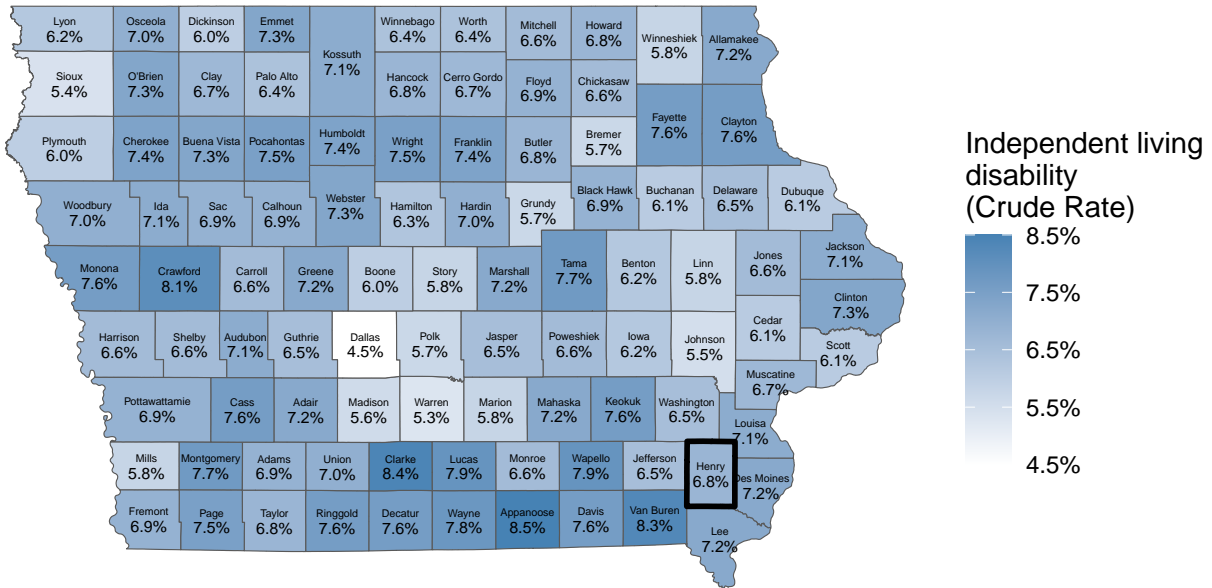 Lyon
6.2%
Osceola
7.0%
Dickinson
6.0%
Emmet
7.3%
Kossuth
7.1%
Winnebago
6.4%
Worth
6.4%
Mitchell
6.6%
Howard
6.8%
Winneshiek
5.8%
Allamakee
7.2%
Sioux
5.4%
O'Brien
7.3%
Clay
6.7%
Palo Alto
6.4%
Hancock
6.8%
Cerro Gordo
6.7%
Floyd
6.9%
Chickasaw
6.6%
Fayette
7.6%
Clayton
7.6%
Plymouth
6.0%
Cherokee
7.4%
Buena Vista
7.3%
Pocahontas
7.5%
Humboldt
7.4%
Wright
7.5%
Franklin
7.4%
Butler
6.8%
Bremer
5.7%
Woodbury
7.0%
Ida
7.1%
Sac
6.9%
Calhoun
6.9%
Webster
7.3%
Hamilton
6.3%
Hardin
7.0%
Grundy
5.7%
Black Hawk
6.9%
Buchanan
6.1%
Delaware
6.5%
Dubuque
6.1%
Monona
7.6%
Crawford
8.1%
Carroll
6.6%
Greene
7.2%
Boone
6.0%
Story
5.8%
Marshall
7.2%
Tama
7.7%
Benton
6.2%
Linn
5.8%
Jones
6.6%
Jackson
7.1%
Clinton
7.3%
Harrison
6.6%
Shelby
6.6%
Audubon
7.1%
Guthrie
6.5%
Dallas
4.5%
Polk
5.7%
Jasper
6.5%
Poweshiek
6.6%
Iowa
6.2%
Johnson
5.5%
Cedar
6.1%
Scott
6.1%
Muscatine
6.7%
Pottawattamie
6.9%
Cass
7.6%
Adair
7.2%
Madison
5.6%
Warren
5.3%
Marion
5.8%
Mahaska
7.2%
Keokuk
7.6%
Washington
6.5%
Louisa
7.1%
Mills
5.8%
Montgomery
7.7%
Adams
6.9%
Union
7.0%
Clarke
8.4%
Lucas
7.9%
Monroe
6.6%
Wapello
7.9%
Jefferson
6.5%
Henry
6.8%
Des Moines
7.2%
Fremont
6.9%
Page
7.5%
Taylor
6.8%
Ringgold
7.6%
Decatur
7.6%
Wayne
7.8%
Appanoose
8.5%
Davis
7.6%
Van Buren
8.3%
Lee
7.2%
Independent living
disability
(Crude Rate)
8.5%
7.5%
6.5%
5.5%
4.5%